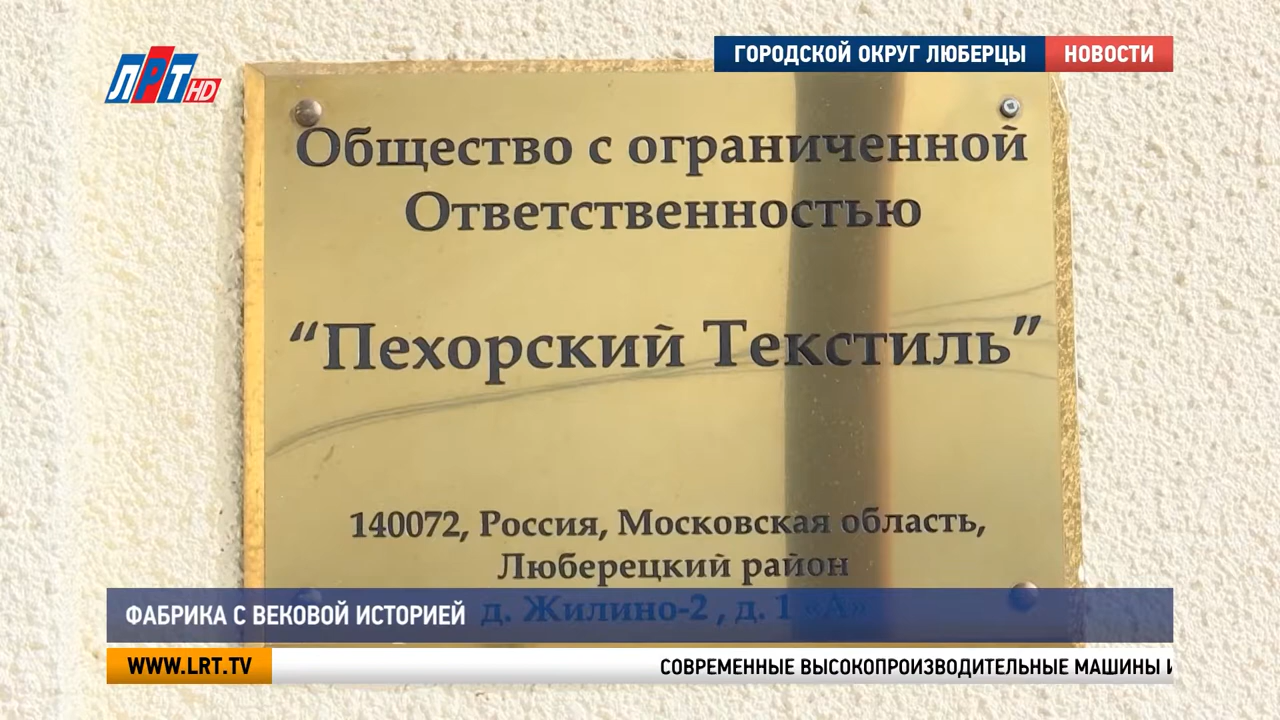 ЛРТ HD
ГОРОДСКОЙ ОКРУГ ЛЮБЕРЦЫ НОВОСТИ
Общество с ограниченной
Ответственностью
“Пехорский Текстиль”
140072, Россия, Московская область,
Люберецкий район
д. Жилино-2 , д. 1 «А»
ФАБРИКА С ВЕКОВОЙ ИСТОРИЕЙ
WWW.LRT.TV
СОВРЕМЕННЫЕ ВЫСОКОПРОИЗВОДИТЕЛЬНЫЕ МАШИНЫ И